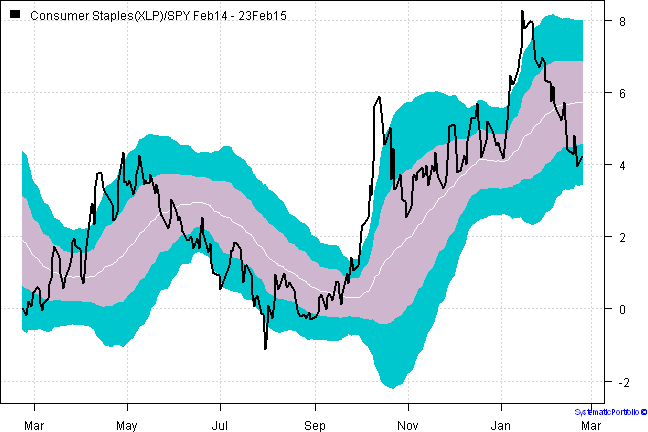 Consumer Staples(XLP)/SPY Feb14 - 23Feb15
8
6
4
2
0
-2
Mar May Jul Sep Nov Jan Mar
SystematicPortfolio ©